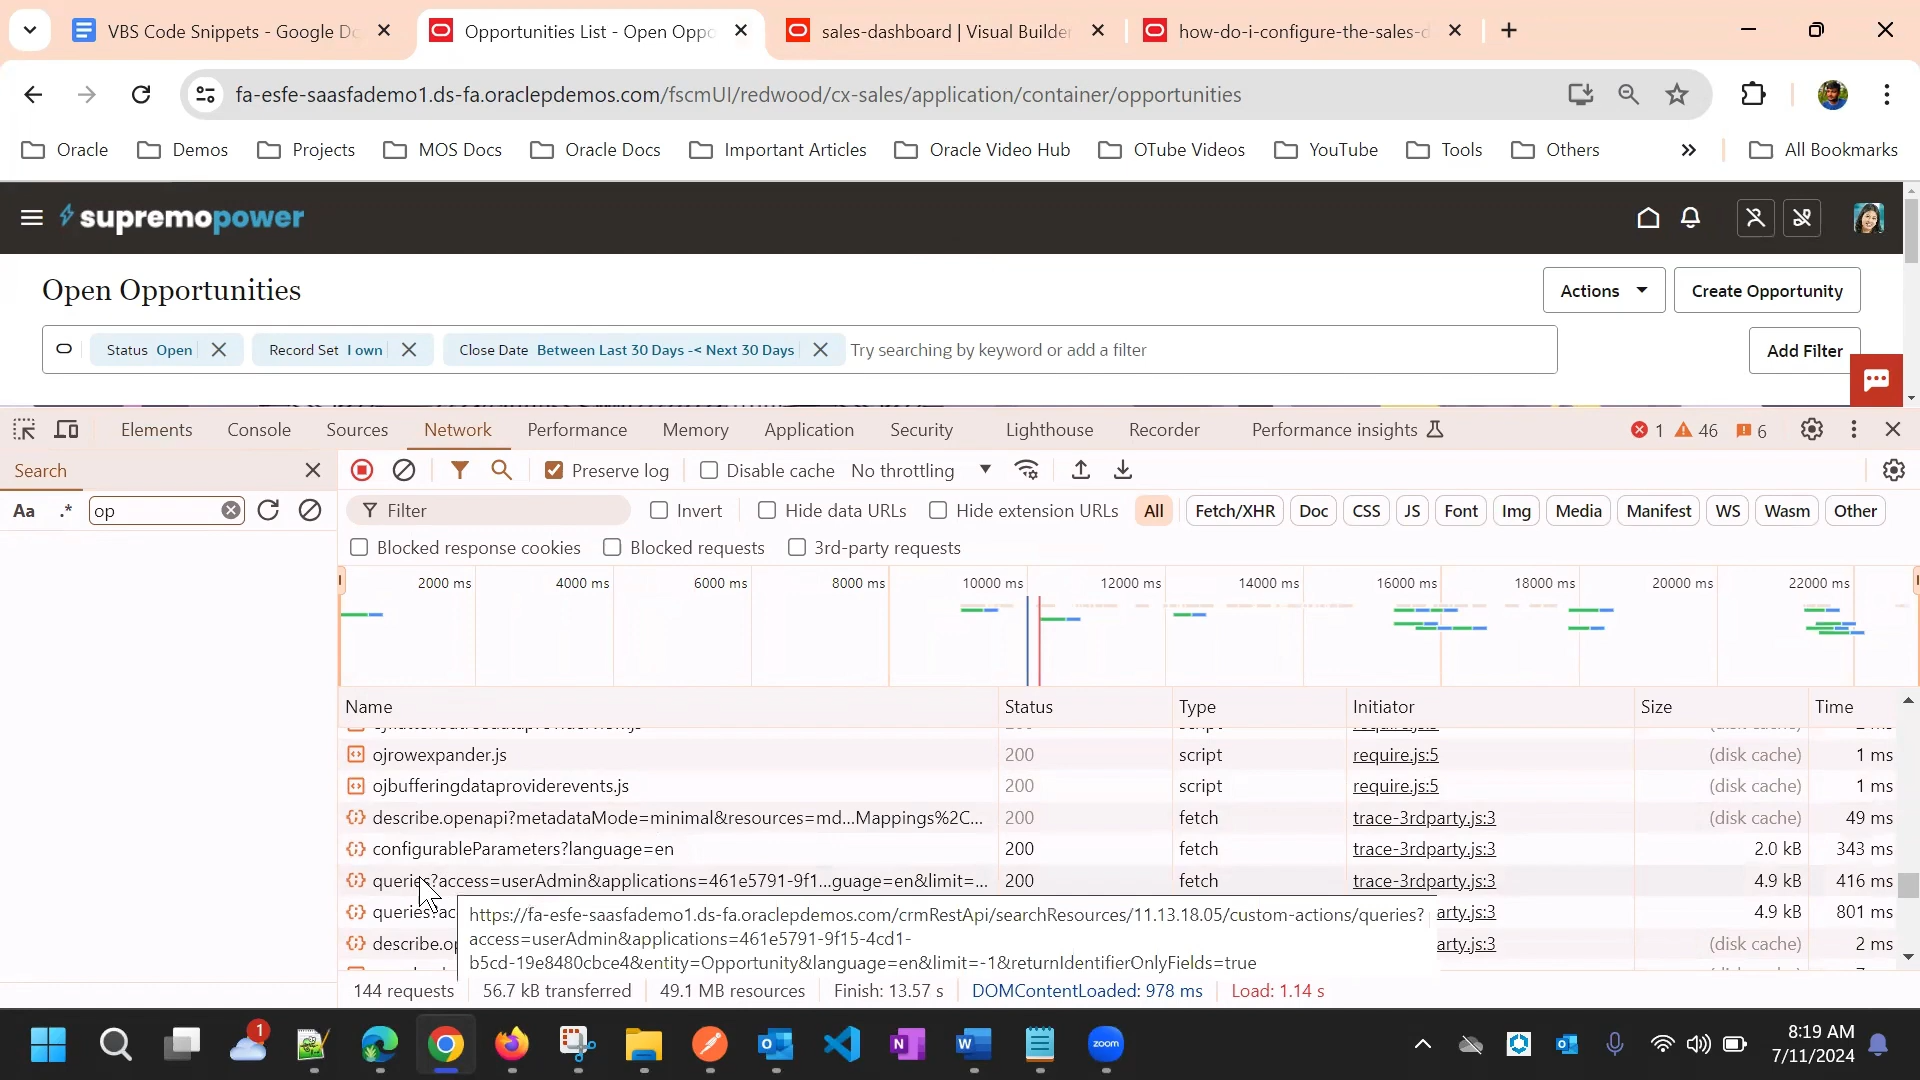 VBS Code Snippets - Google Do
Opportunities List - Open Oppo
sales-dashboard | Visual Builder
how-do-i-configure-the-sales-d
fa-esfe-saasfademo1.ds-fa.oraclepdemos.com/fscmUI/redwood/cx-sales/application/container/opportunities
Oracle
Demos
Projects
MOS Docs
Oracle Docs
Important Articles
Oracle Video Hub
OTube Videos
YouTube
Tools
Others
»
All Bookmarks
supremopower
Open Opportunities
Actions
Create Opportunity
Status Open
Record Set I own
Close Date Between Last 30 Days -< Next 30 Days
Try searching by keyword or add a filter
Add Filter
Elements
Console
Sources
Network
Performance
Memory
Application
Security
Lighthouse
Recorder
Performance insights
1
46
6
Search
Preserve log
Disable cache
No throttling
Aa
.*
op
Filter
Invert
Hide data URLs
Hide extension URLs
All
Fetch/XHR
Doc
CSS
JS
Font
Img
Media
Manifest
WS
Wasm
Other
Blocked response cookies
Blocked requests
3rd-party requests
2000 ms
4000 ms
6000 ms
8000 ms
10000 ms
12000 ms
14000 ms
16000 ms
18000 ms
20000 ms
22000 ms
Name
Status
Type
Initiator
Size
Time
ojrowexpander.js
200
script
require.js:5
(disk cache)
1 ms
ojbufferingdataproviderevents.js
200
script
require.js:5
(disk cache)
1 ms
describe.openapi?metadataMode=minimal&resources=md...Mappings%2C...
200
fetch
trace-3rdparty.js:3
(disk cache)
49 ms
configurableParameters?language=en
200
fetch
trace-3rdparty.js:3
2.0 kB
343 ms
queries?access=userAdmin&applications=461e5791-9f1...guage=en&limit=...
200
fetch
trace-3rdparty.js:3
4.9 kB
416 ms
queries?ac
arty.js:3
4.9 kB
801 ms
describe.op
arty.js:3
(disk cache)
2 ms
https://fa-esfe-saasfademo1.ds-fa.oraclepdemos.com/crmRestApi/searchResources/11.13.18.05/custom-actions/queries?
access=userAdmin&applications=461e5791-9f15-4cd1-
b5cd-19e8480cbce4&entity=Opportunity&language=en&limit=-1&returnIdentifierOnlyFields=true
144 requests
56.7 kB transferred
49.1 MB resources
Finish: 13.57 s
DOMContentLoaded: 978 ms
Load: 1.14 s
1
zoom
8:19 AM
7/11/2024